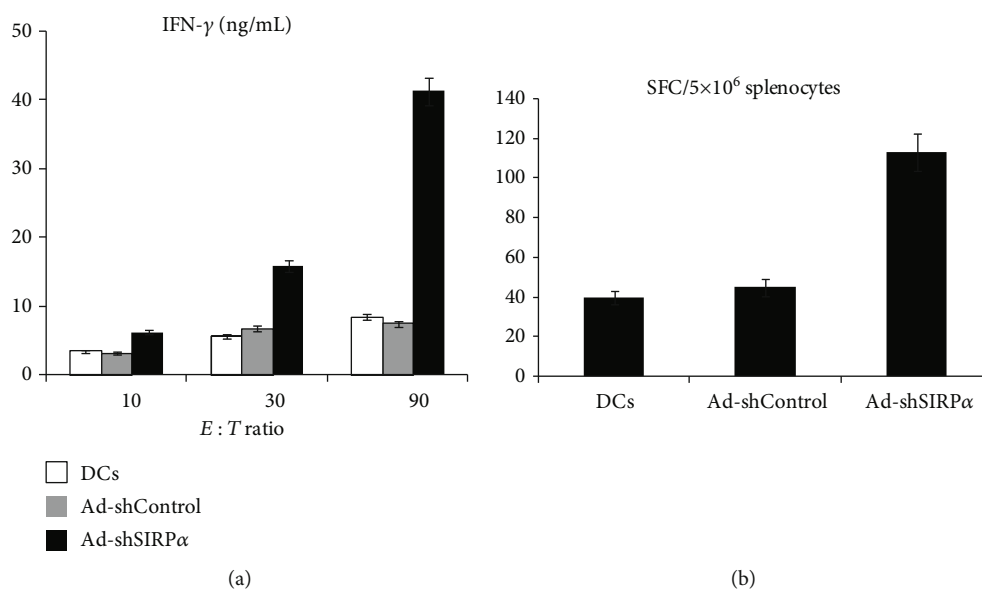 IFN-γ (ng/mL)
50
40
30
20
10
0
10 30 90
E : T ratio
DCs
Ad-shControl
Ad-shSIRPα
(a)
SFC/5×10⁶ splenocytes
140
120
100
80
60
40
20
0
DCs Ad-shControl Ad-shSIRPα
(b)